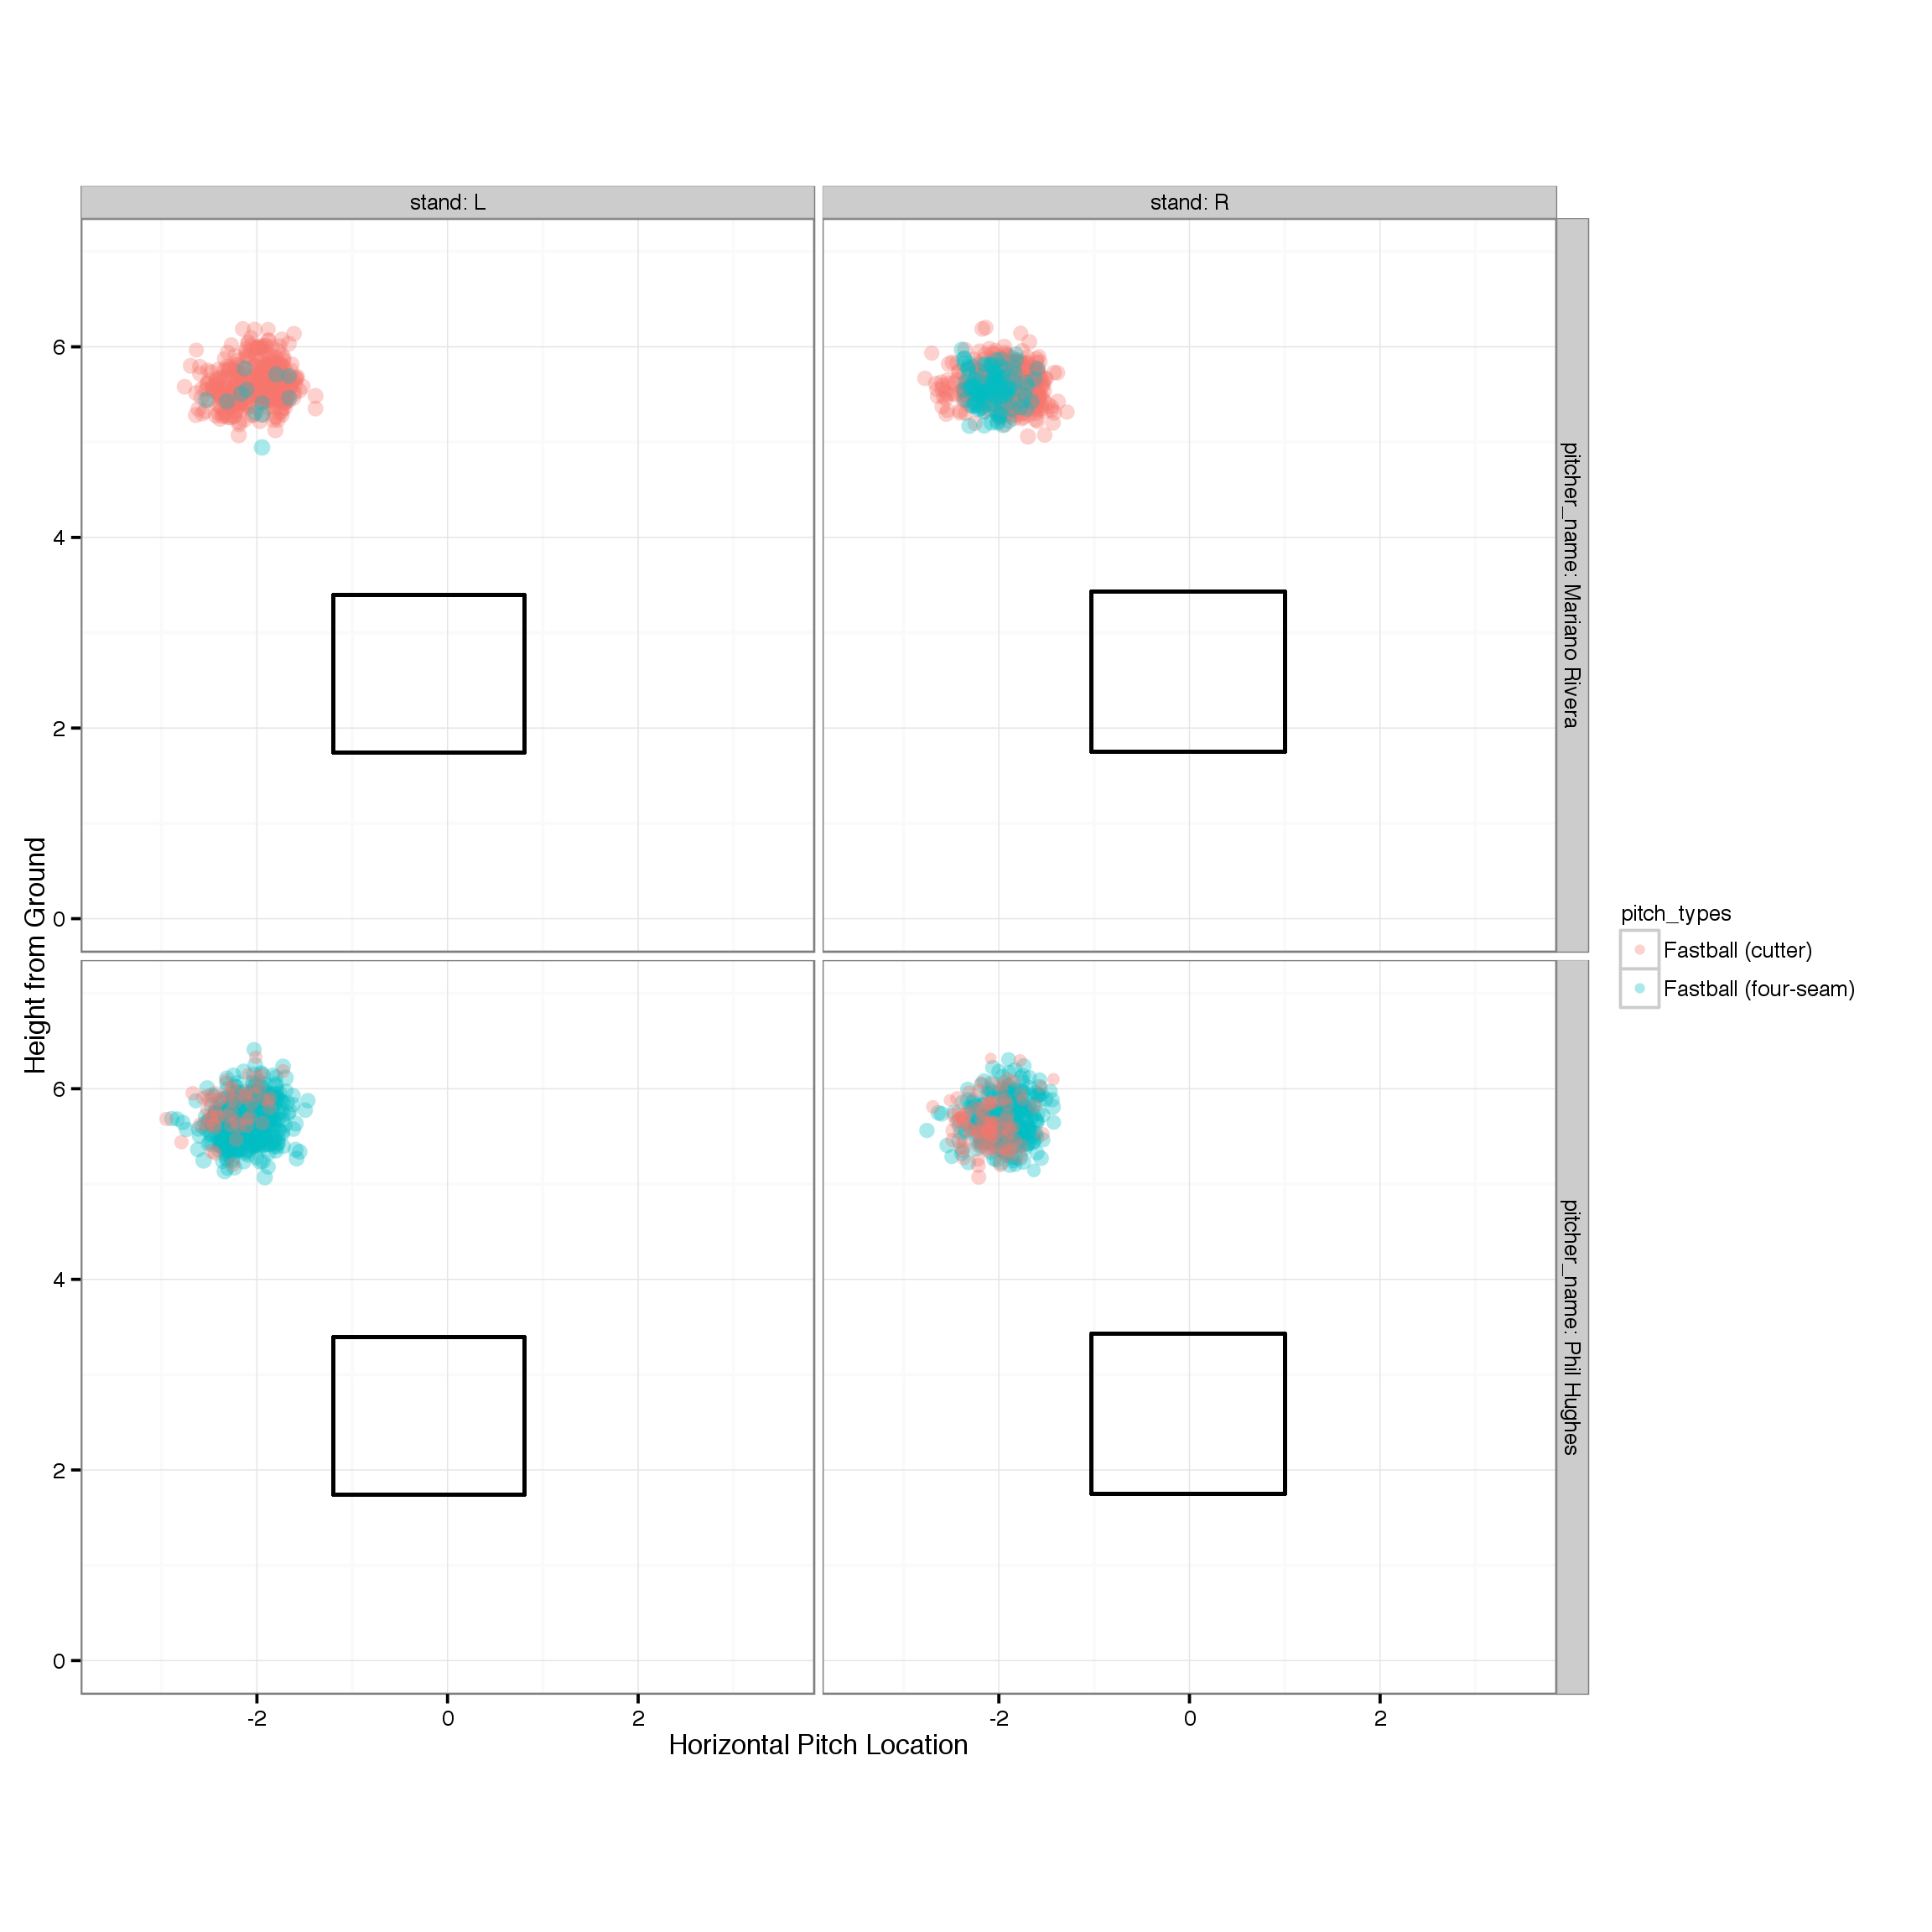 stand: L
stand: R
6
4
2
0
pitcher_name: Mariano Rivera
6
4
2
0
pitcher_name: Phil Hughes
-2
0
2
-2
0
2
Horizontal Pitch Location
Height from Ground
pitch_types
Fastball (cutter)
Fastball (four-seam)